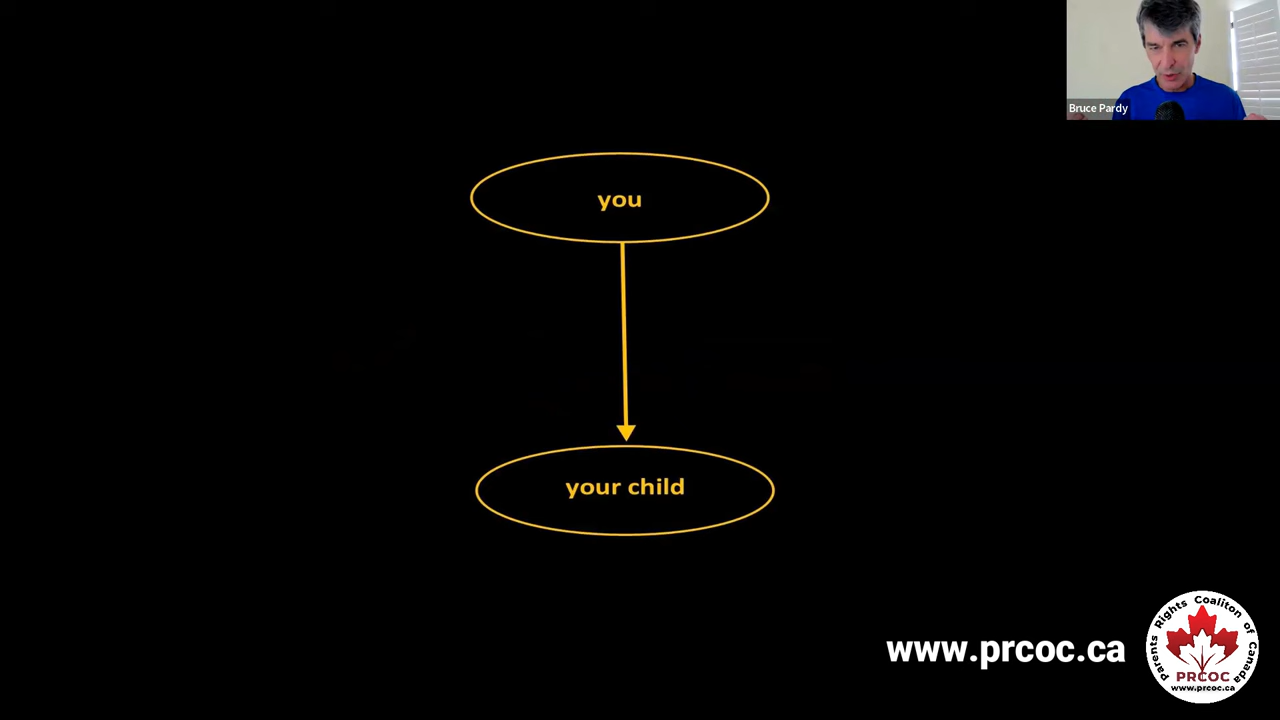 Bruce Pardy
you
your child
www.prcoc.ca
Parents Rights Coaliton of Canada
PRCOC
www.prcoc.ca